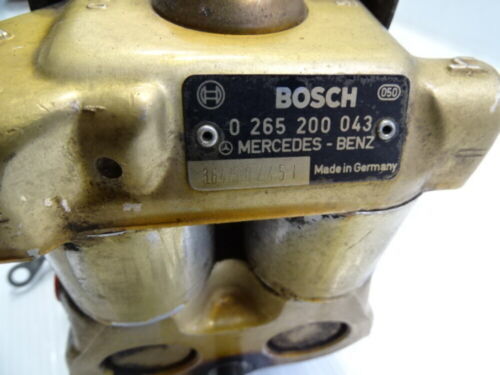 BOSCH
050
0 265 200 043
MERCEDES - BENZ
Made in Germany